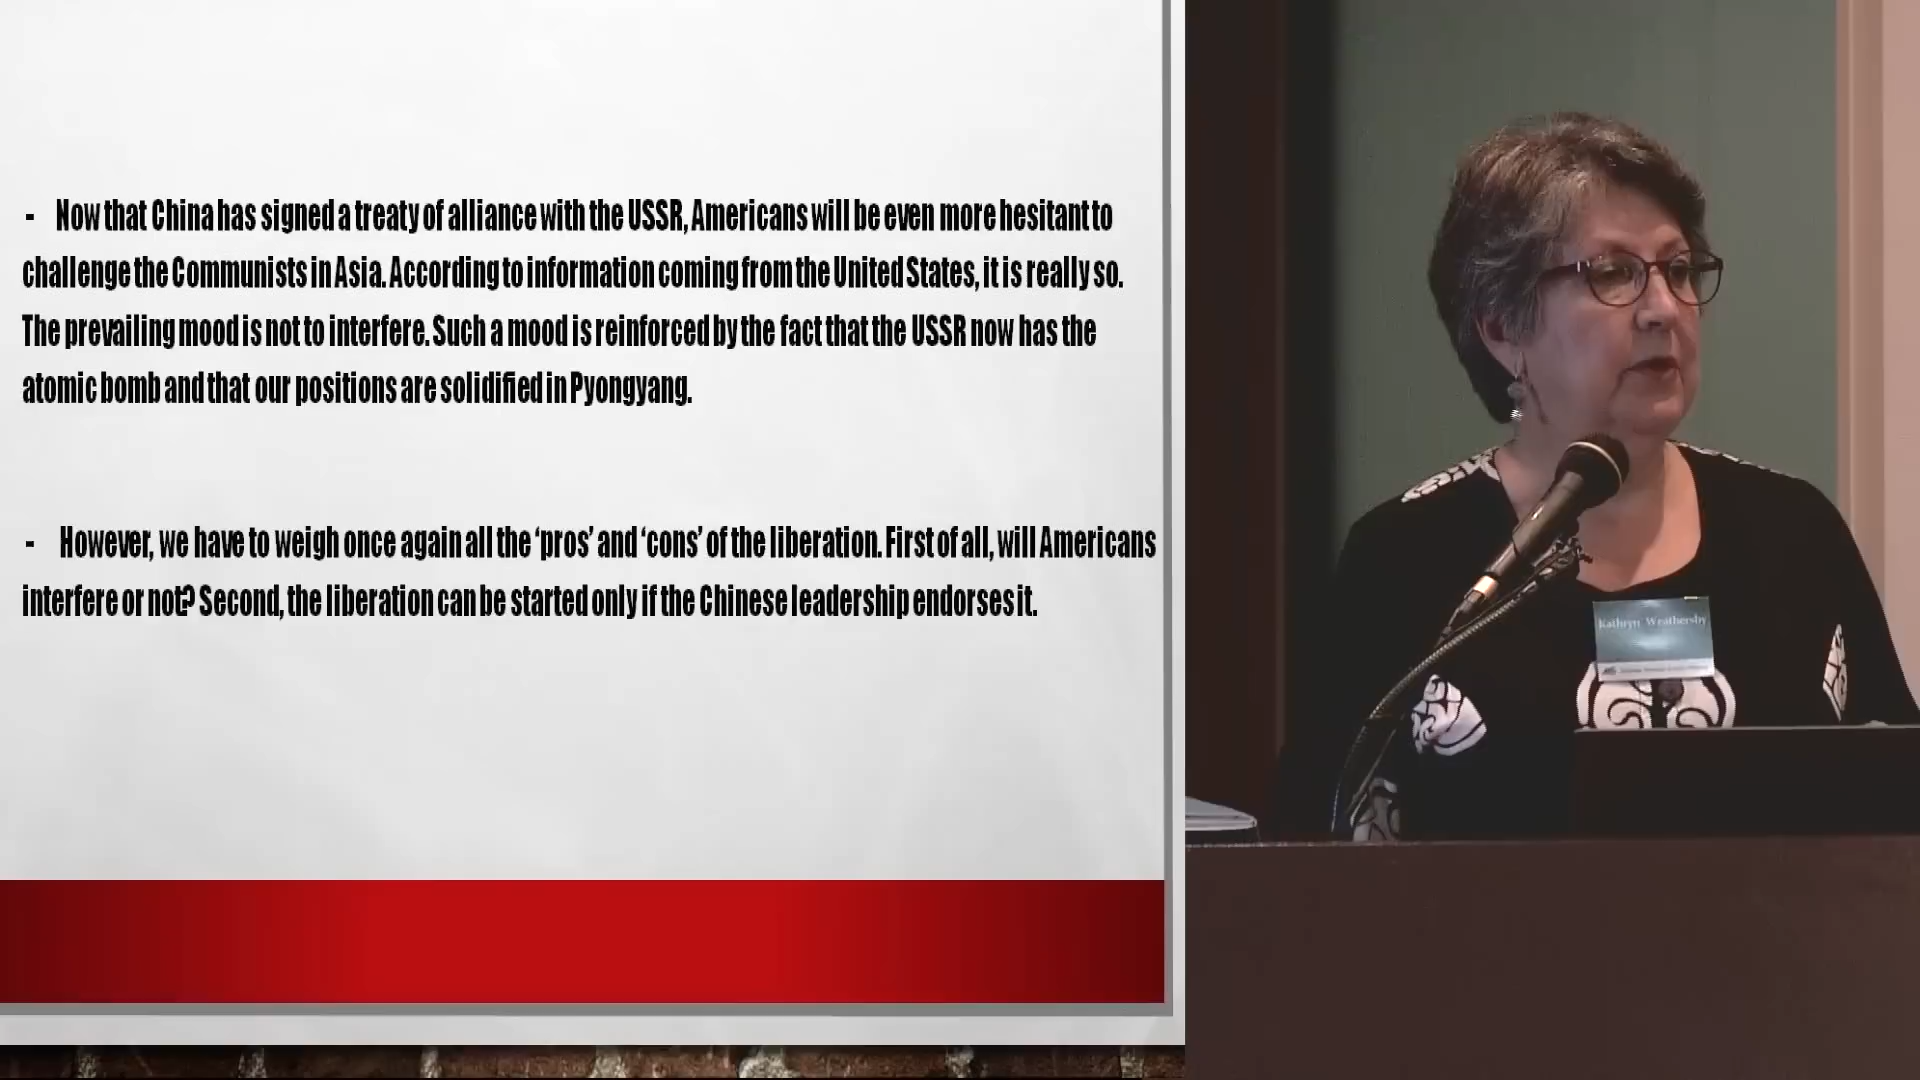 - Now that China has signed a treaty of alliance with the USSR, Americans will be even more hesitant to
challenge the Communists in Asia. According to information coming from the United States, it is really so.
The prevailing mood is not to interfere. Such a mood is reinforced by the fact that the USSR now has the
atomic bomb and that our positions are solidified in Pyongyang.
- However, we have to weigh once again all the ‘pros’ and ‘cons’ of the liberation. First of all, will Americans
interfere or not? Second, the liberation can be started only if the Chinese leadership endorses it.
Kathryn Weathersby